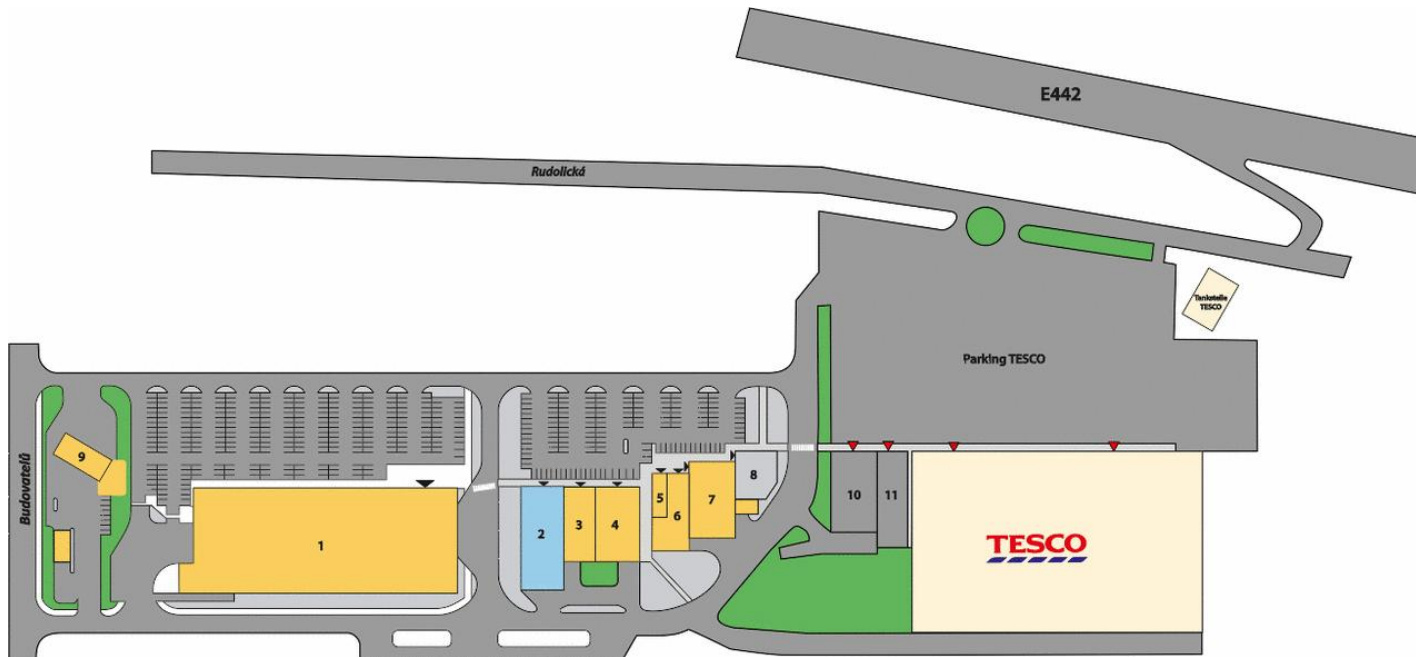 E442
Rudolická
Tankstelle
TESCO
Parking TESCO
Budovatelů
9
1
2
3
4
5
6
7
8
10
11
TESCO